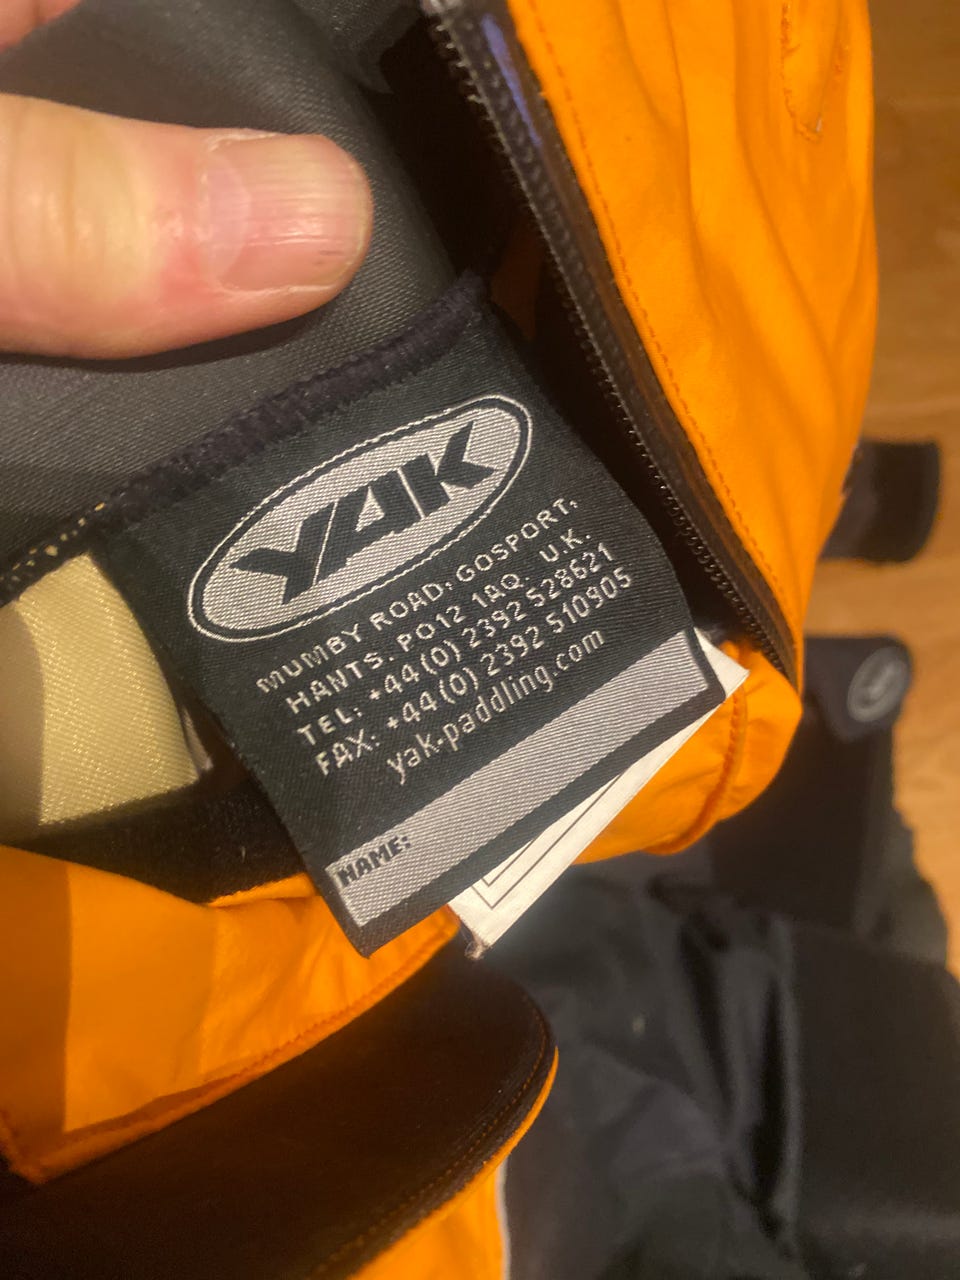 YAK
MUMBY ROAD, GOSPORT,
HANTS. PO12 1AQ. U.K.
TEL: +44(0) 2392 528621
FAX: +44(0) 2392 510905
yak-paddling.com
NAME: